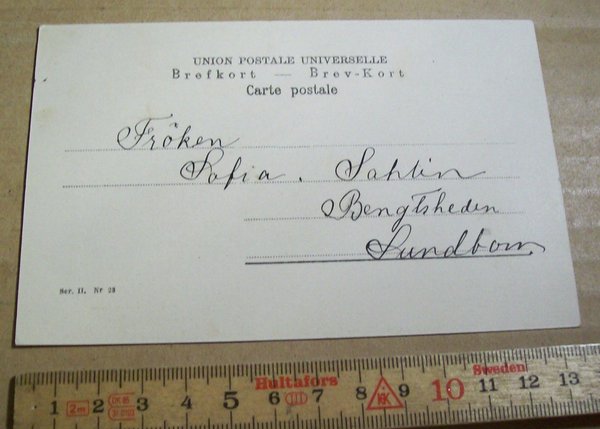 UNION POSTALE UNIVERSELLE
Brefkort — Brev-Kort
Carte postale
Fröken
Sofia. Sahlin
Bengtsheden
Sundborn
Ser. II. Nr 23
Hultafors Sweden
1 2m 2 3 4 5 6 7 8 9 10 11 12 13